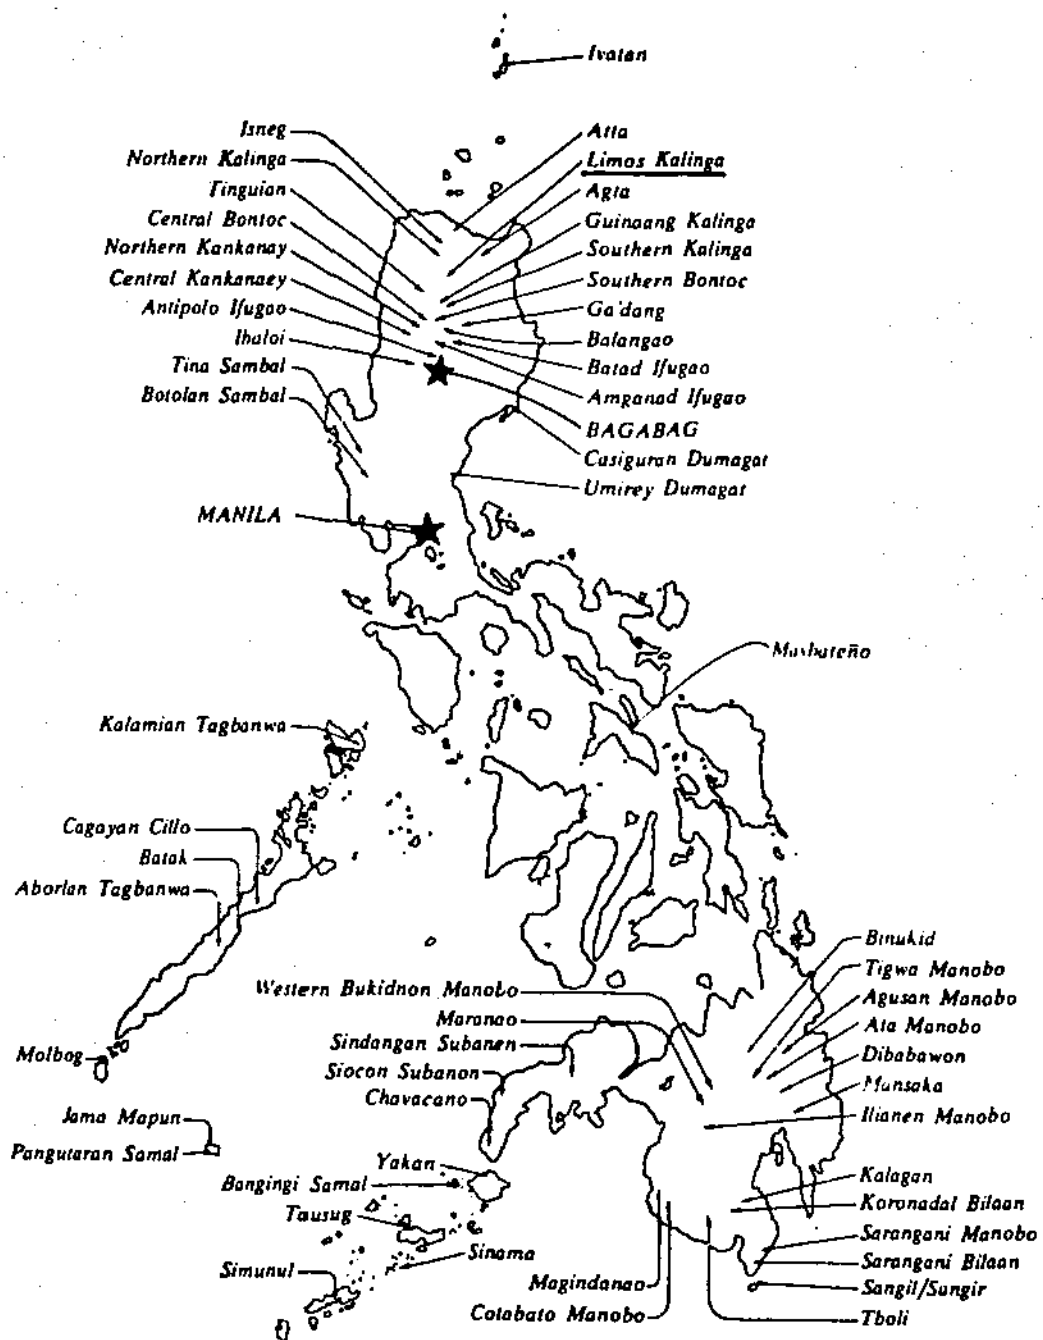 Ivatan
Isneg
Northern Kalinga
Tinguian
Central Bontoc
Northern Kankanay
Central Kankanaey
Antipolo Ifugao
Ibaloi
Tina Sambal
Botolan Sambal
Atta
Limos Kalinga
Agta
Guinaang Kalinga
Southern Kalinga
Southern Bontoc
Ga'dang
Balangao
Batad Ifugao
Amganad Ifugao
BAGABAG
Casiguran Dumagat
Umirey Dumagat
MANILA
Masbateño
Kalamian Tagbanwa
Cagayan Cillo
Batak
Aborlan Tagbanwa
Molbog
Jama Mapun
Pangutaran Samal
Western Bukidnon Manobo
Maranao
Sindangan Subanen
Siocon Subanon
Chavacano
Yakan
Bangingi Samal
Tausug
Sinama
Simunul
Binukid
Tigwa Manobo
Agusan Manobo
Ata Manobo
Dibabawon
Mansaka
Ilianen Manobo
Kalagan
Koronadal Bilaan
Sarangani Manobo
Sarangani Bilaan
Sangil/Sangir
Tboli
Magindanao
Cotabato Manobo